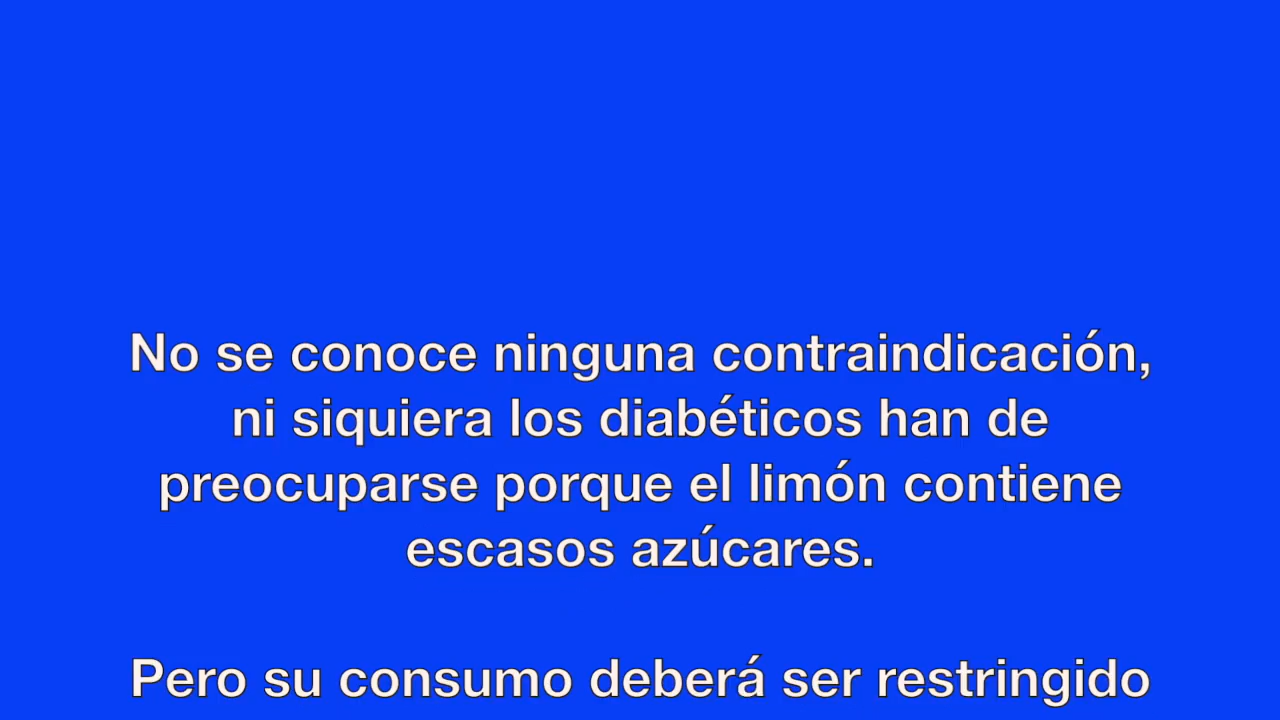 No se conoce ninguna contraindicación,
ni siquiera los diabéticos han de
preocuparse porque el limón contiene
escasos azúcares.
Pero su consumo deberá ser restringido